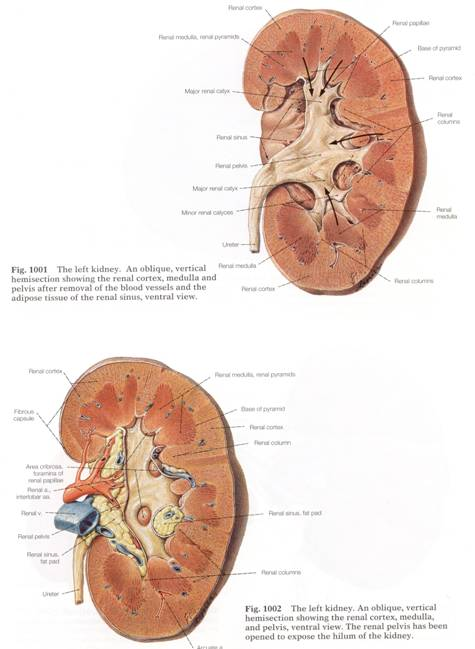 Renal cortex
Renal papillae
Renal medulla, renal pyramids
Base of pyramid
Renal cortex
Major renal calyx
Renal columns
Renal sinus
Renal pelvis
Major renal calyx
Minor renal calyces
Renal medulla
Ureter
Renal medulla
Renal columns
Renal cortex
Fig. 1001 The left kidney. An oblique, vertical
hemisection showing the renal cortex, medulla and
pelvis after removal of the blood vessels and the
adipose tissue of the renal sinus, ventral view.
Renal cortex
Renal medulla, renal pyramids
Fibrous
capsule
Base of pyramid
Renal cortex
Renal column
Area cribrosa,
foramina of
renal papillae
Renal a.,
interlobar aa.
Renal v.
Renal sinus, fat pad
Renal pelvis
Renal sinus,
fat pad
Renal columns
Ureter
Fig. 1002 The left kidney. An oblique, vertical
hemisection showing the renal cortex, medulla,
and pelvis, ventral view. The renal pelvis has been
opened to expose the hilum of the kidney.
Arcuate a.